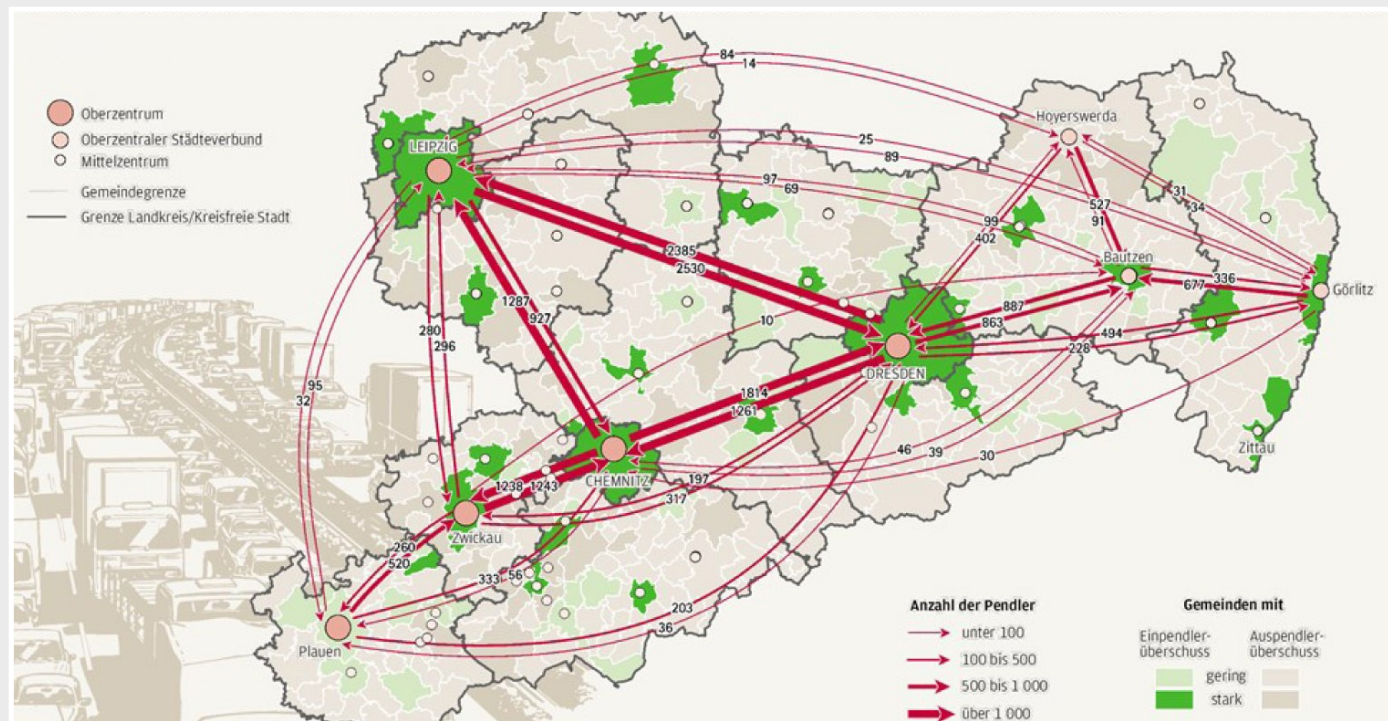 Oberzentrum
Oberzentraler Städteverbund
Mittelzentrum
Gemeindegrenze
Grenze Landkreis/Kreisfreie Stadt
84
14
Hoyerswerda
LEIPZIG
25
89
97
69
31
34
527
91
99
402
Bautzen
336
677
Görlitz
2385
2530
1287
927
887
863
10
494
228
280
296
DRESDEN
1814
1261
95
32
46
39
30
Zittau
CHEMNITZ
197
317
1238
1243
Zwickau
260
520
333
56
203
36
Plauen
Anzahl der Pendler
unter 100
100 bis 500
500 bis 1 000
über 1 000
Gemeinden mit
Einpendler-
überschuss
Auspendler-
überschuss
gering
stark